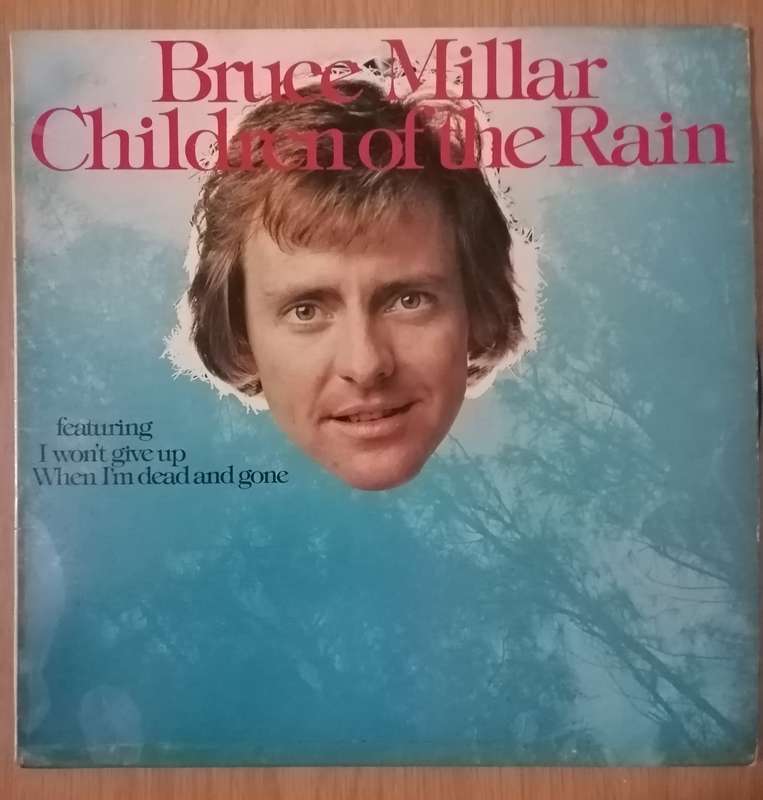 Bruce Millar
Children of the Rain
featuring
I won't give up
When I'm dead and gone